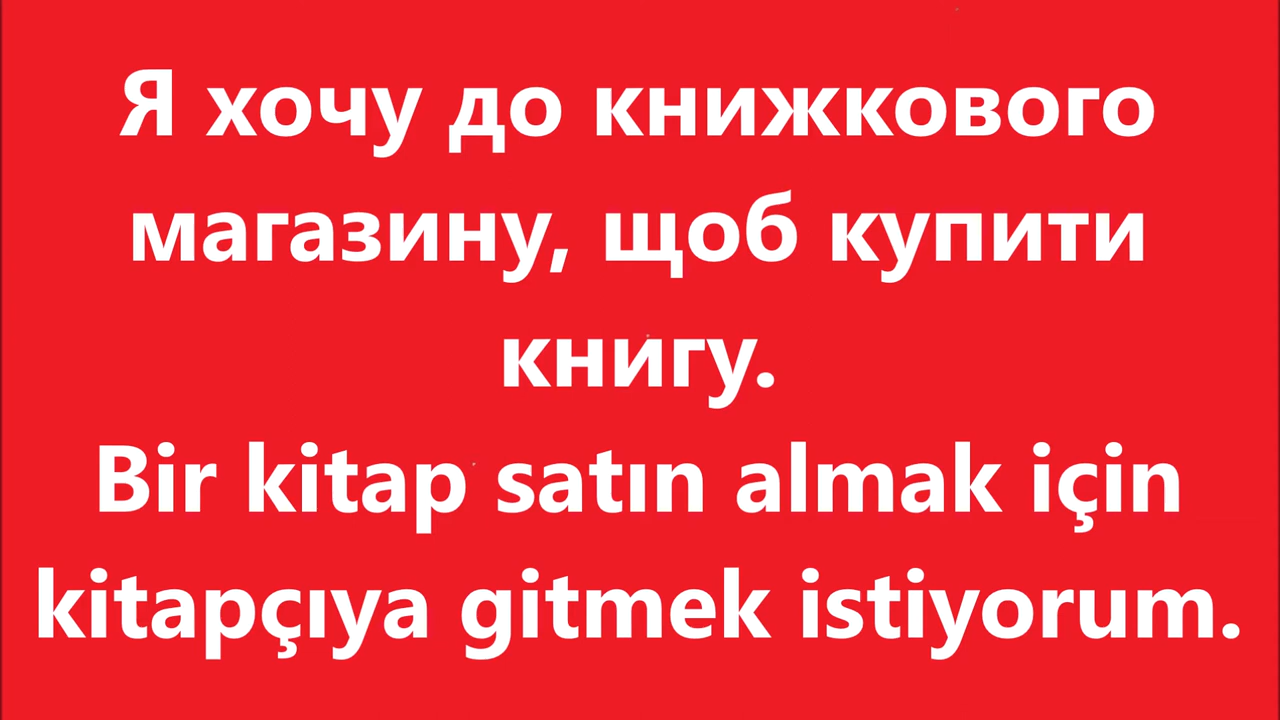 Я хочу до книжкового
магазину, щоб купити
книгу.
Bir kitap satın almak için
kitapçıya gitmek istiyorum.